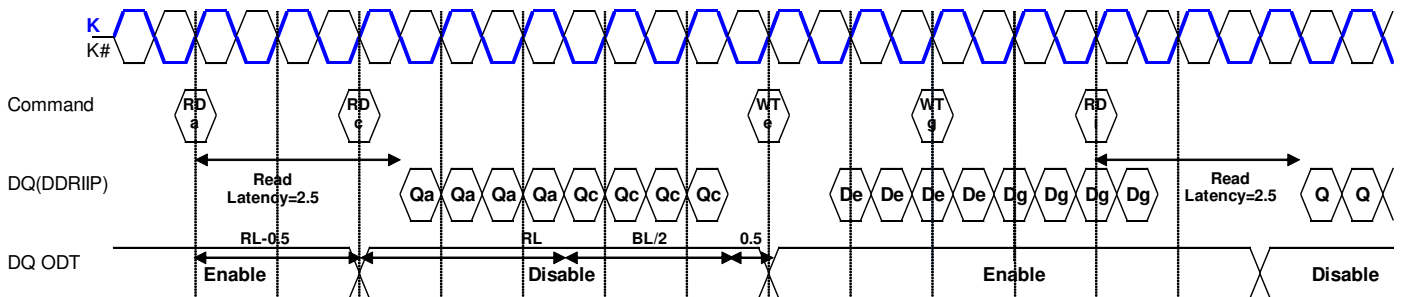 K
K#
Command
RD a
RD c
WT e
WT g
RD i
DQ(DDRIIP)
Read
Latency=2.5
Qa Qa Qa Qa Qc Qc Qc Qc
De De De De Dg Dg Dg Dg
Read
Latency=2.5
Q Q
DQ ODT
RL-0.5
RL
BL/2
0.5
Enable
Disable
Enable
Disable